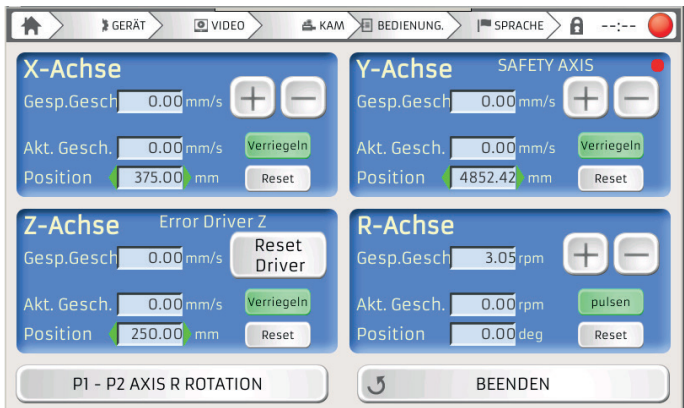 GERÄT VIDEO KAM BEDIENUNG. SPRACHE --:--
X-Achse
Gesp.Gesch 0.00 mm/s + −
Akt. Gesch. 0.00 mm/s Verriegeln
Position 375.00 mm Reset
Y-Achse SAFETY AXIS
Gesp.Gesch 0.00 mm/s + −
Akt. Gesch. 0.00 mm/s Verriegeln
Position 4852.42 mm Reset
Z-Achse Error Driver Z
Gesp.Gesch 0.00 mm/s Reset Driver
Akt. Gesch. 0.00 mm/s Verriegeln
Position 250.00 mm Reset
R-Achse
Gesp.Gesch 3.05 rpm + −
Akt. Gesch. 0.00 rpm pulsen
Position 0.00 deg Reset
P1 - P2 AXIS R ROTATION
BEENDEN